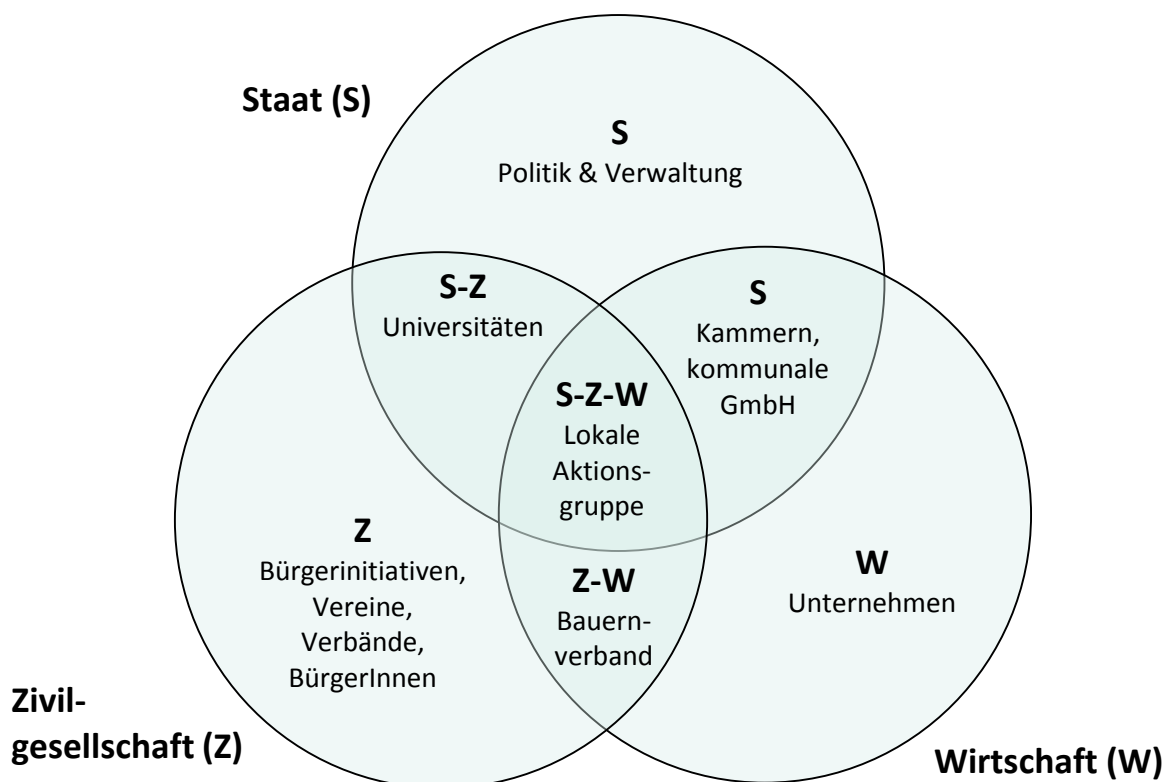 Staat (S)
S
Politik & Verwaltung
S-Z
Universitäten
S
Kammern,
kommunale
GmbH
S-Z-W
Lokale
Aktions-
gruppe
Z
Bürgerinitiativen,
Vereine,
Verbände,
BürgerInnen
Z-W
Bauern-
verband
W
Unternehmen
Zivil-
gesellschaft (Z)
Wirtschaft (W)